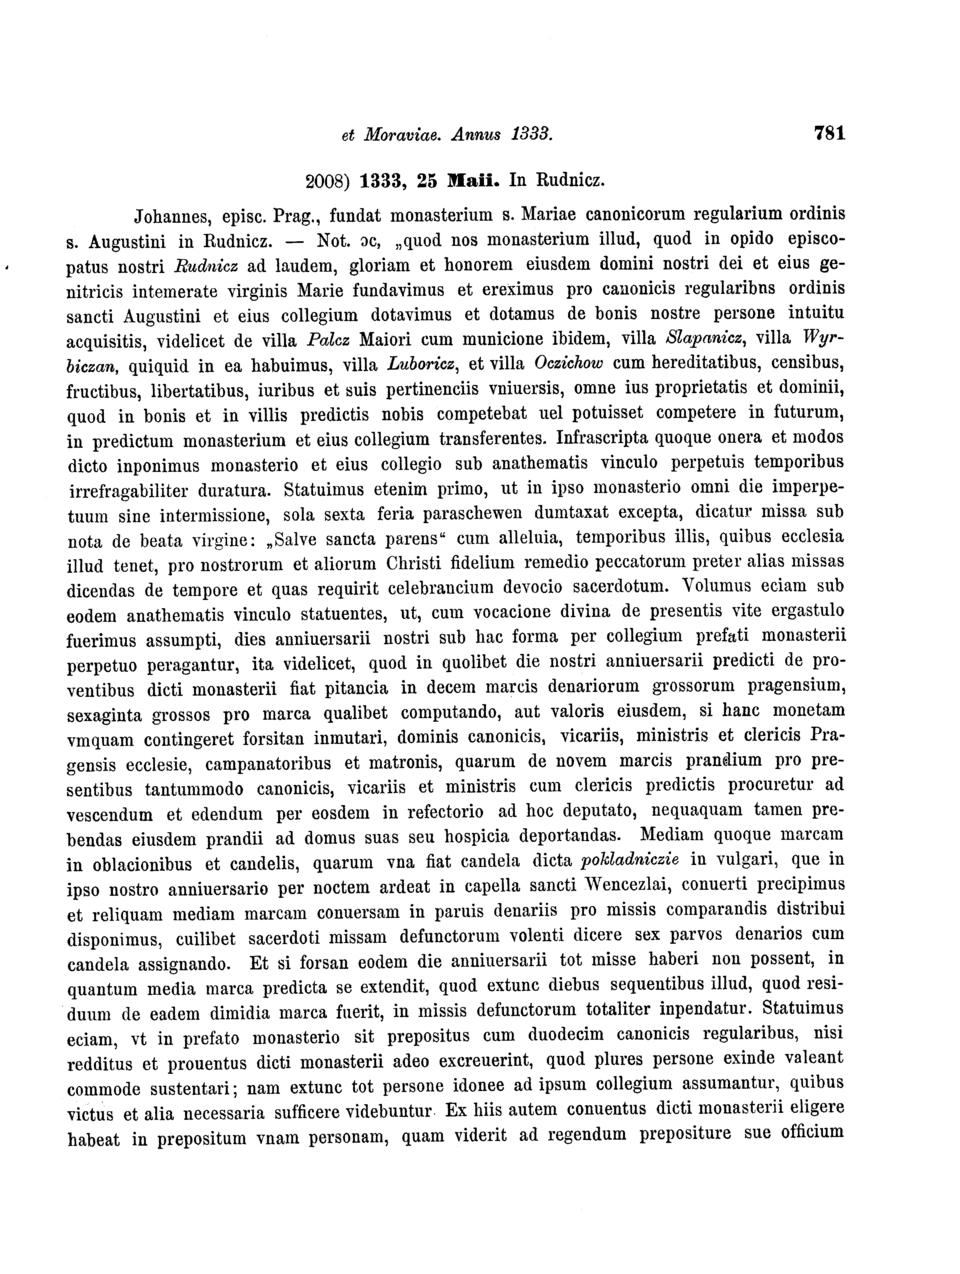 et Moraviae. Annus 1333. 781
2008) 1333, 25 Maii. In Rudnicz.
Johannes, episc. Prag., fundat monasterium s. Mariae canonicorum regularium ordinis
s. Augustini in Rudnicz. — Not. ɔc, „quod nos monasterium illud, quod in opido episco-
patus nostri Rudnicz ad laudem, gloriam et honorem eiusdem domini nostri dei et eius ge-
nitricis intemerate virginis Marie fundavimus et ereximus pro cauonicis regularibns ordinis
sancti Augustini et eius collegium dotavimus et dotamus de bonis nostre persone intuitu
acquisitis, videlicet de villa Palcz Maiori cum municione ibidem, villa Slapanicz, villa Wyr-
biczan, quiquid in ea habuimus, villa Luboricz, et villa Oczichow cum hereditatibus, censibus,
fructibus, libertatibus, iuribus et suis pertinenciis vniuersis, omne ius proprietatis et dominii,
quod in bonis et in villis predictis nobis competebat uel potuisset competere in futurum,
in predictum monasterium et eius collegium transferentes. Infrascripta quoque onera et modos
dicto inponimus monasterio et eius collegio sub anathematis vinculo perpetuis temporibus
irrefragabiliter duratura. Statuimus etenim primo, ut in ipso monasterio omni die imperpe-
tuum sine intermissione, sola sexta feria paraschewen dumtaxat excepta, dicatur missa sub
nota de beata virgine: „Salve sancta parens“ cum alleluia, temporibus illis, quibus ecclesia
illud tenet, pro nostrorum et aliorum Christi fidelium remedio peccatorum preter alias missas
dicendas de tempore et quas requirit celebrancium devocio sacerdotum. Volumus eciam sub
eodem anathematis vinculo statuentes, ut, cum vocacione divina de presentis vite ergastulo
fuerimus assumpti, dies anniuersarii nostri sub hac forma per collegium prefati monasterii
perpetuo peragantur, ita videlicet, quod in quolibet die nostri anniuersarii predicti de pro-
ventibus dicti monasterii fiat pitancia in decem marcis denariorum grossorum pragensium,
sexaginta grossos pro marca qualibet computando, aut valoris eiusdem, si hanc monetam
vmquam contingeret forsitan inmutari, dominis canonicis, vicariis, ministris et clericis Pra-
gensis ecclesie, campanatoribus et matronis, quarum de novem marcis prandium pro pre-
sentibus tantummodo canonicis, vicariis et ministris cum clericis predictis procuretur ad
vescendum et edendum per eosdem in refectorio ad hoc deputato, nequaquam tamen pre-
bendas eiusdem prandii ad domus suas seu hospicia deportandas. Mediam quoque marcam
in oblacionibus et candelis, quarum vna fiat candela dicta pokladniczie in vulgari, que in
ipso nostro anniuersario per noctem ardeat in capella sancti Wencezlai, conuerti precipimus
et reliquam mediam marcam conuersam in paruis denariis pro missis comparandis distribui
disponimus, cuilibet sacerdoti missam defunctorum volenti dicere sex parvos denarios cum
candela assignando. Et si forsan eodem die anniuersarii tot misse haberi non possent, in
quantum media marca predicta se extendit, quod extunc diebus sequentibus illud, quod resi-
duum de eadem dimidia marca fuerit, in missis defunctorum totaliter inpendatur. Statuimus
eciam, vt in prefato monasterio sit prepositus cum duodecim canonicis regularibus, nisi
redditus et prouentus dicti monasterii adeo excreuerint, quod plures persone exinde valeant
commode sustentari; nam extunc tot persone idonee ad ipsum collegium assumantur, quibus
victus et alia necessaria sufficere videbuntur. Ex hiis autem conuentus dicti monasterii eligere
habeat in prepositum vnam personam, quam viderit ad regendum prepositure sue officium